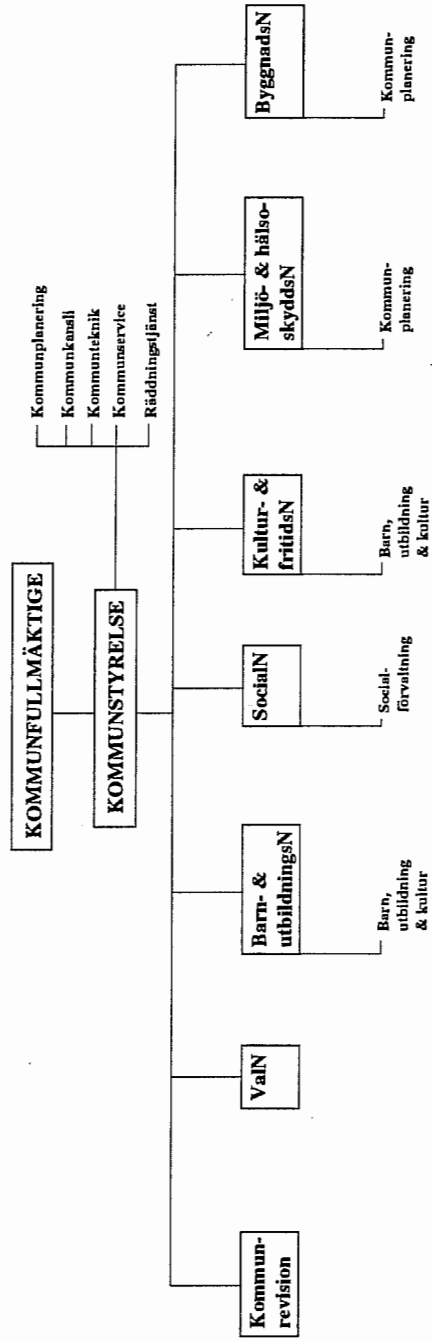 KOMMUNFULLMÄKTIGE
KOMMUNSTYRELSE
Kommunplanering
Kommunkansli
Kommunteknik
Kommunservice
Räddningstjänst
Kommun-
revision
ValN
Barn- &
utbildningsN
Barn,
utbildning
& kultur
SocialN
Social-
förvaltning
Kultur- &
fritidsN
Barn,
utbildning
& kultur
Miljö- & hälso-
skyddsN
Kommun-
planering
ByggnadsN
Kommun-
planering